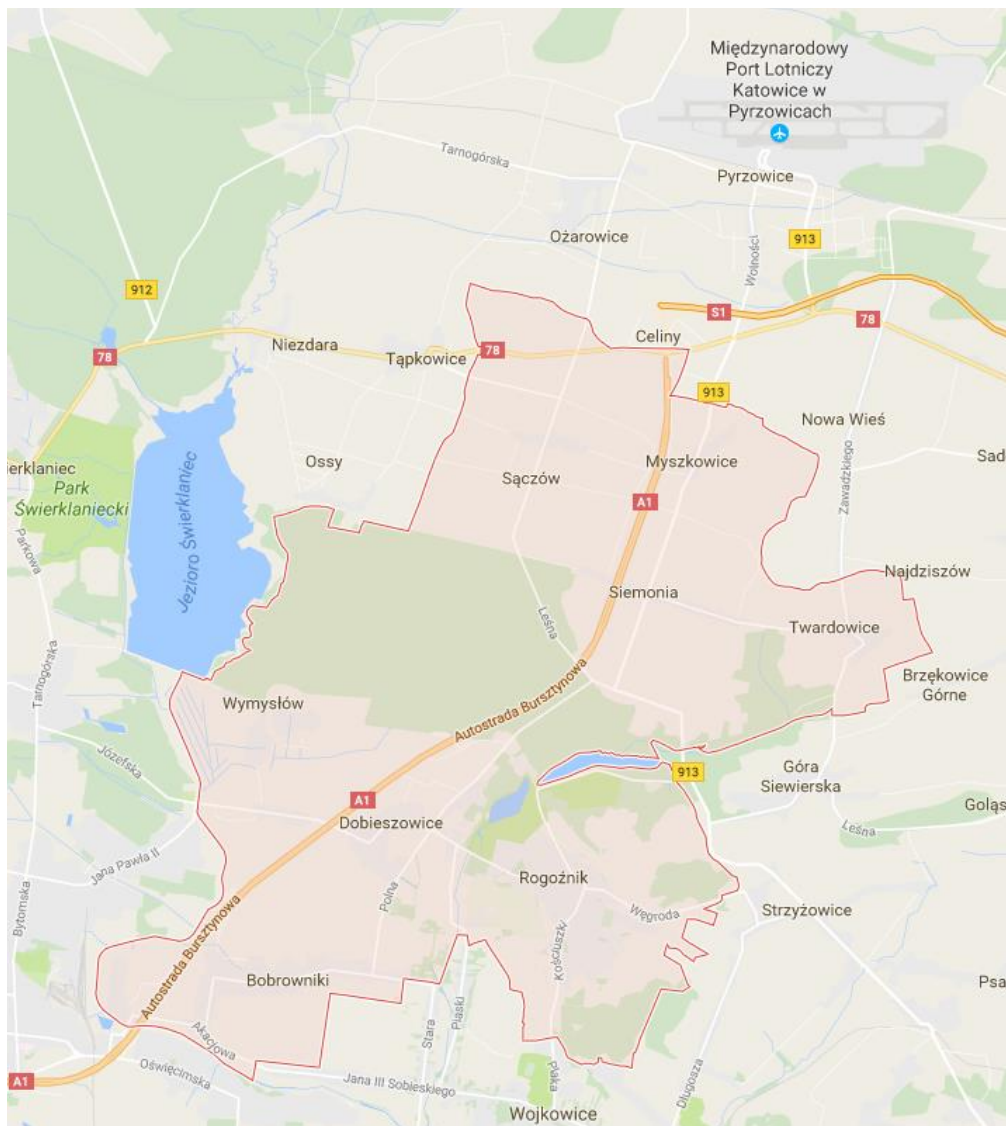 Międzynarodowy
Port Lotniczy
Katowice w
Pyrzowicach
Tarnogórska
Pyrzowice
Ożarowice
913
Wolności
912
S1
78
Niezdara
Celiny
78
Tąpkowice
78
913
Nowa Wieś
Ossy
Sączów
Myszkowice
Sad
ierklaniec
Park
Świerklaniecki
Zawadzkiego
A1
Jezioro Świerklaniec
Parkowa
Najdziszów
Siemonia
Leśna
Twardowice
Tarnogórska
Brzękowice
Górne
Wymysłów
Autostrada Bursztynowa
Józefska
913
Góra
Siewierska
A1
Goląs
Dobieszowice
Leśna
Jana Pawła II
Rogoźnik
Polna
Bytomska
Węgroda
Strzyżowice
Kościuszki
Autostrada Bursztynowa
Bobrowniki
Psa
Piaski
Stara
Akacjowa
Oświęcimska
A1
Jana III Sobieskiego
Plaka
Długosza
Wojkowice